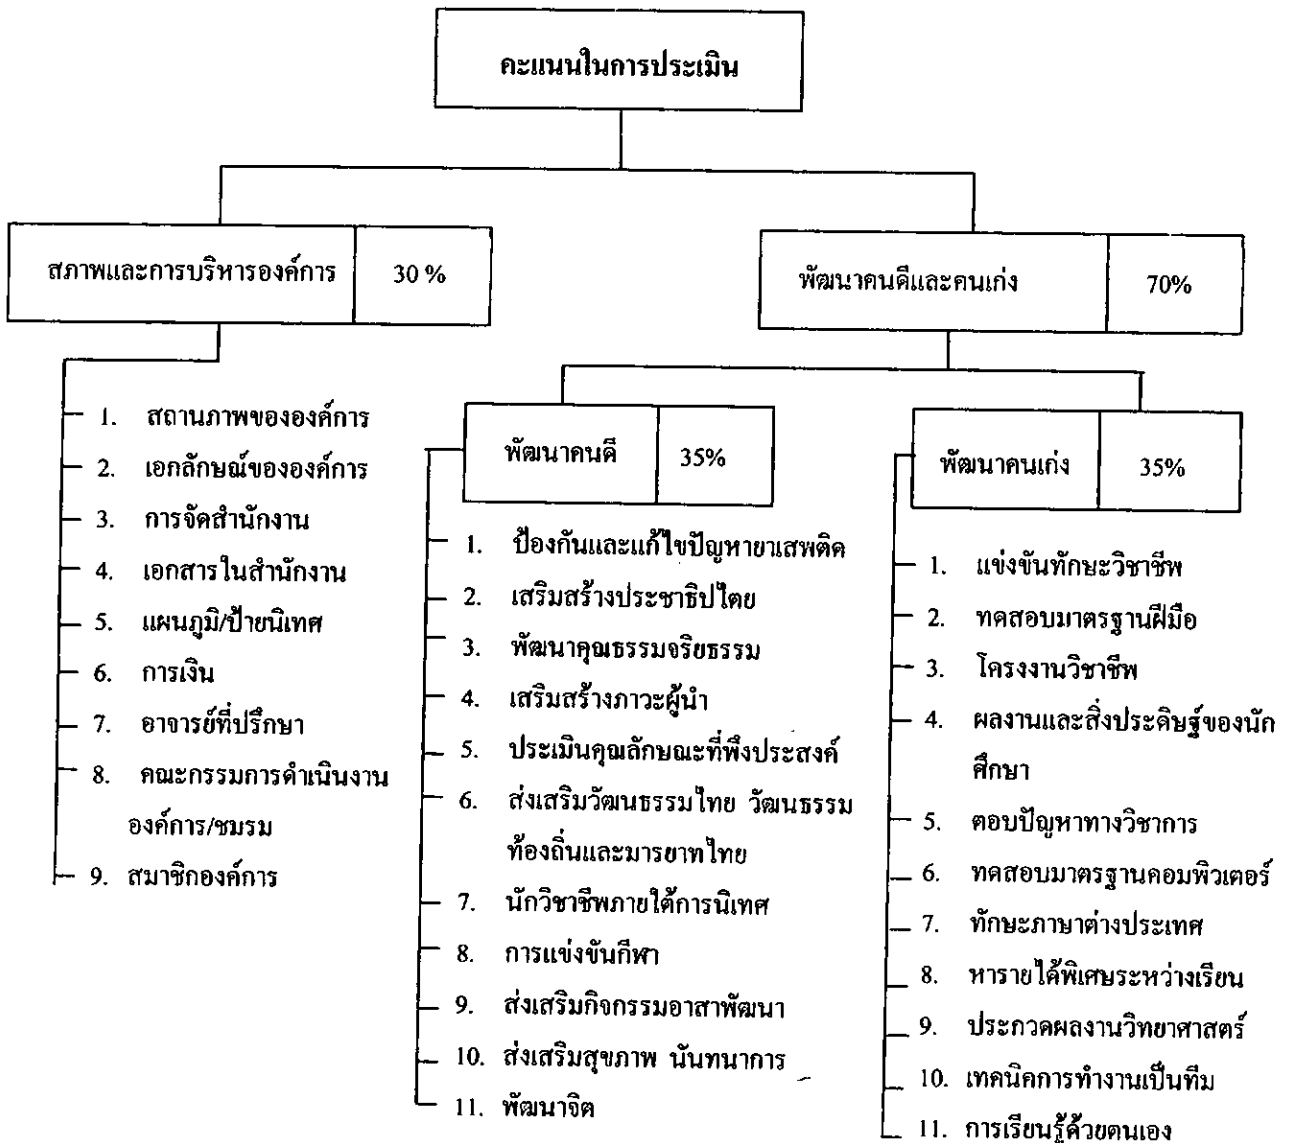 คะแนนในการประเมิน
สภาพและการบริหารองค์การ 30 %
1. สถานภาพขององค์การ
2. เอกลักษณ์ขององค์การ
3. การจัดสำนักงาน
4. เอกสารในสำนักงาน
5. แผนภูมิ/ป้ายนิเทศ
6. การเงิน
7. อาจารย์ที่ปรึกษา
8. คณะกรรมการดำเนินงาน
องค์การ/ชมรม
9. สมาชิกองค์การ
พัฒนาคนดีและคนเก่ง 70%
พัฒนาคนดี 35%
1. ป้องกันและแก้ไขปัญหายาเสพติด
2. เสริมสร้างประชาธิปไตย
3. พัฒนาคุณธรรมจริยธรรม
4. เสริมสร้างภาวะผู้นำ
5. ประเมินคุณลักษณะที่พึงประสงค์
6. ส่งเสริมวัฒนธรรมไทย วัฒนธรรม
ท้องถิ่นและมารยาทไทย
7. นักวิชาชีพภายใต้การนิเทศ
8. การแข่งขันกีฬา
9. ส่งเสริมกิจกรรมอาสาพัฒนา
10. ส่งเสริมสุขภาพ นันทนาการ
11. พัฒนาจิต
พัฒนาคนเก่ง 35%
1. แข่งขันทักษะวิชาชีพ
2. ทดสอบมาตรฐานฝีมือ
3. โครงงานวิชาชีพ
4. ผลงานและสิ่งประดิษฐ์ของนัก
ศึกษา
5. ตอบปัญหาทางวิชาการ
6. ทดสอบมาตรฐานคอมพิวเตอร์
7. ทักษะภาษาต่างประเทศ
8. หารายได้พิเศษระหว่างเรียน
9. ประกวดผลงานวิทยาศาสตร์
10. เทคนิคการทำงานเป็นทีม
11. การเรียนรู้ด้วยตนเอง